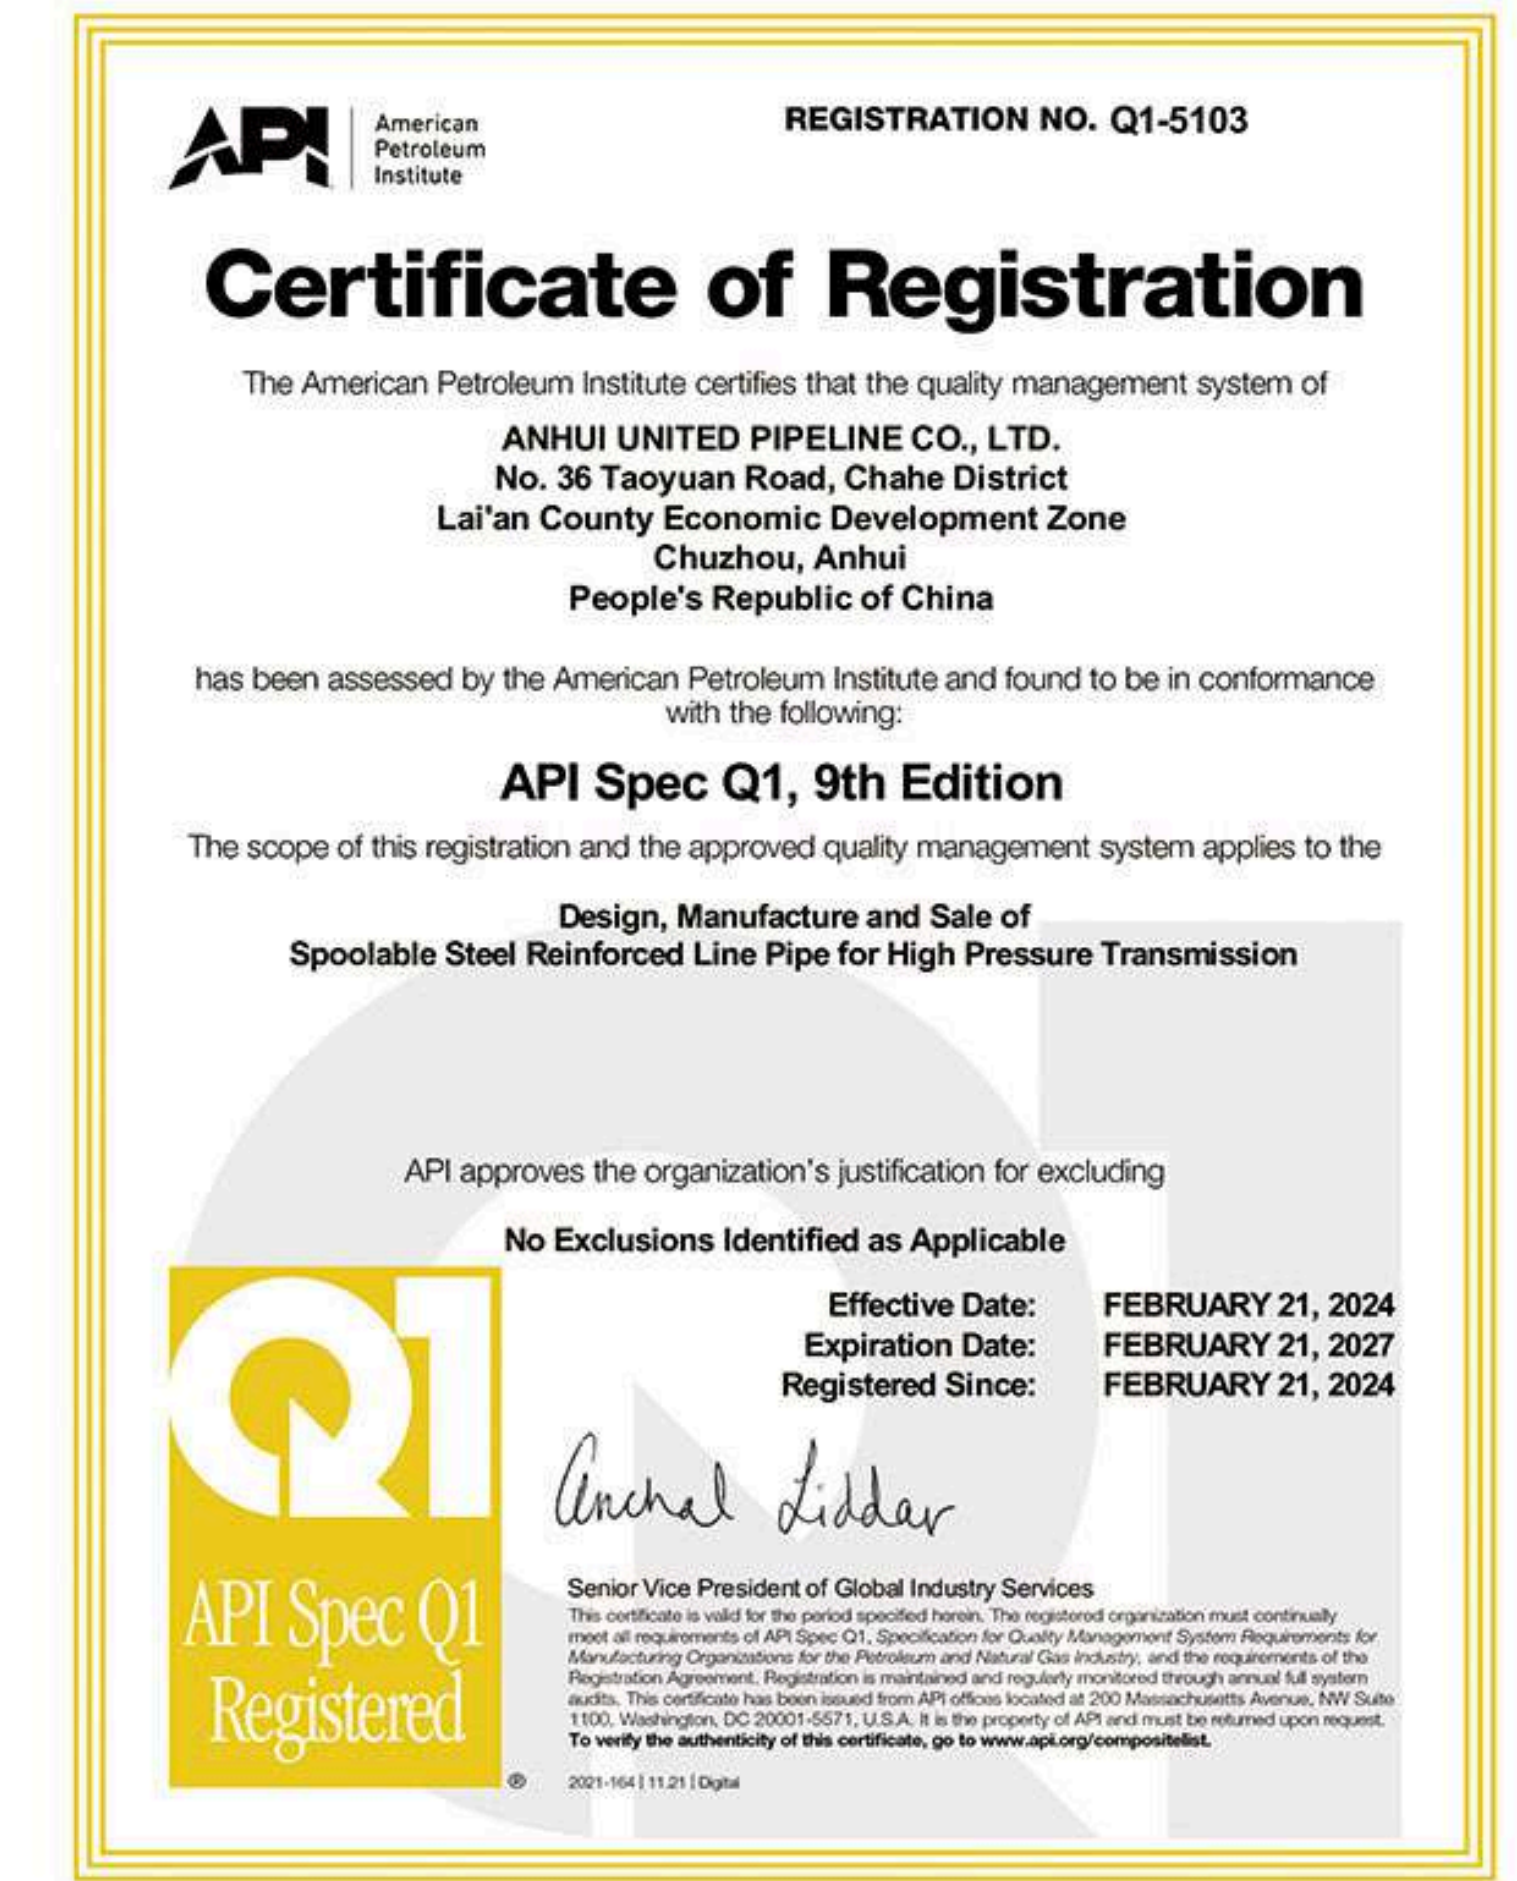 API
American
Petroleum
Institute
REGISTRATION NO. Q1-5103
Certificate of Registration
The American Petroleum Institute certifies that the quality management system of
ANHUI UNITED PIPELINE CO., LTD.
No. 36 Taoyuan Road, Chahe District
Lai'an County Economic Development Zone
Chuzhou, Anhui
People's Republic of China
has been assessed by the American Petroleum Institute and found to be in conformance
with the following:
API Spec Q1, 9th Edition
The scope of this registration and the approved quality management system applies to the
Design, Manufacture and Sale of
Spoolable Steel Reinforced Line Pipe for High Pressure Transmission
API approves the organization's justification for excluding
No Exclusions Identified as Applicable
Effective Date: FEBRUARY 21, 2024
Expiration Date: FEBRUARY 21, 2027
Registered Since: FEBRUARY 21, 2024
Anchal Liddar
Senior Vice President of Global Industry Services
This certificate is valid for the period specified herein. The registered organization must continually
meet all requirements of API Spec Q1, Specification for Quality Management System Requirements for
Manufacturing Organizations for the Petroleum and Natural Gas Industry, and the requirements of the
Registration Agreement. Registration is maintained and regularly monitored through annual full system
audits. This certificate has been issued from API offices located at 200 Massachusetts Avenue, NW Suite
1100, Washington, DC 20001-5571, U.S.A. It is the property of API and must be returned upon request.
To verify the authenticity of this certificate, go to www.api.org/compositelist.
2021-164 | 11.21 | Digital
Q1
API Spec Q1
Registered
®